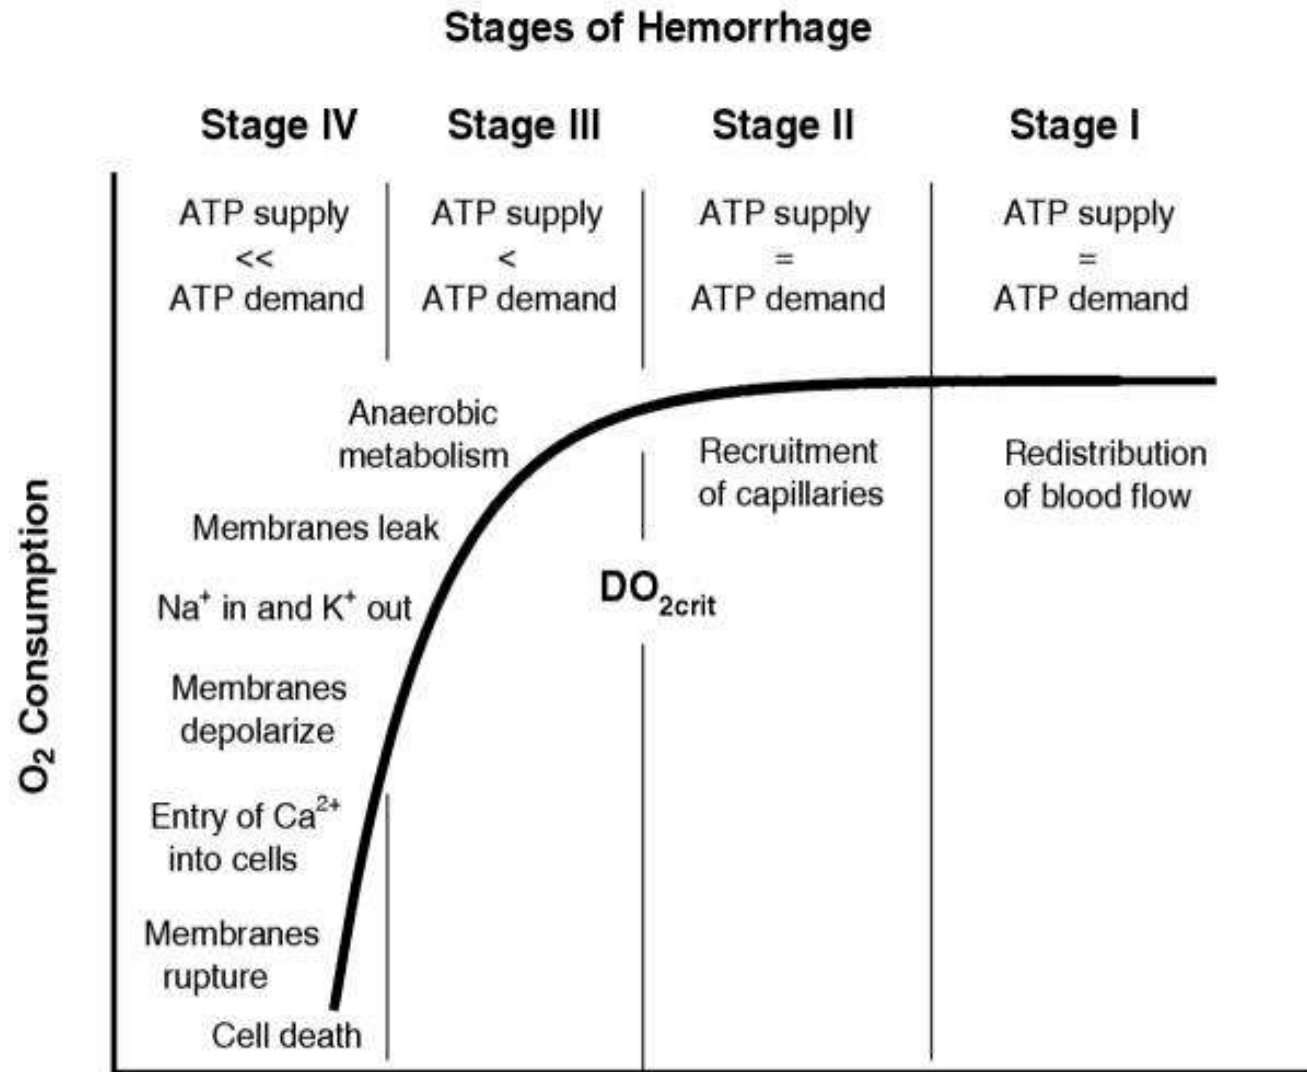 Stages of Hemorrhage
Stage IV
Stage III
Stage II
Stage I
ATP supply
<<
ATP demand
ATP supply
<
ATP demand
ATP supply
=
ATP demand
ATP supply
=
ATP demand
Anaerobic
metabolism
Membranes leak
Na⁺ in and K⁺ out
Membranes
depolarize
Entry of Ca²⁺
into cells
Membranes
rupture
Cell death
DO₂crit
Recruitment
of capillaries
Redistribution
of blood flow
O₂ Consumption